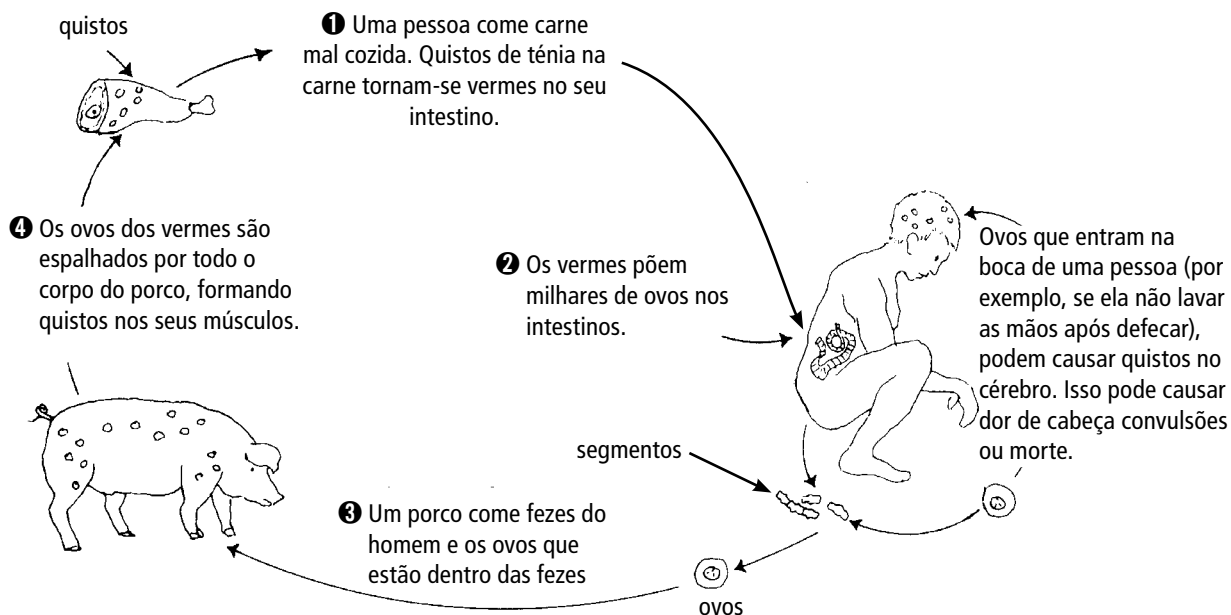 quistos
❶ Uma pessoa come carne
mal cozida. Quistos de ténia na
carne tornam-se vermes no seu
intestino.
❹ Os ovos dos vermes são
espalhados por todo o
corpo do porco, formando
quistos nos seus músculos.
❷ Os vermes põem
milhares de ovos nos
intestinos.
Ovos que entram na
boca de uma pessoa (por
exemplo, se ela não lavar
as mãos após defecar),
podem causar quistos no
cérebro. Isso pode causar
dor de cabeça convulsões
ou morte.
segmentos
❸ Um porco come fezes do
homem e os ovos que
estão dentro das fezes
ovos